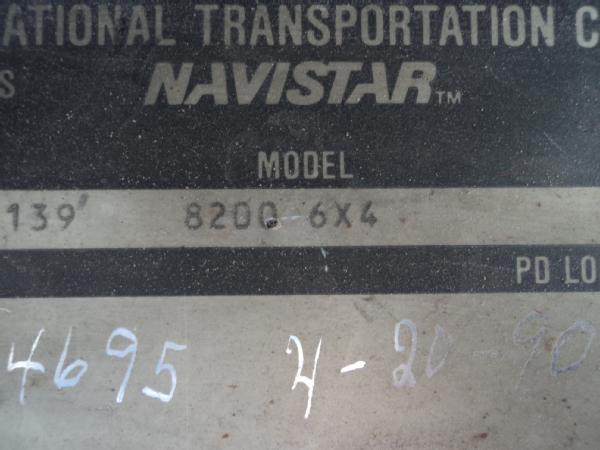 ATIONAL TRANSPORTATION C
S NAVISTAR™
MODEL
139" 8200 6X4
PD LO
4695 4-20-90